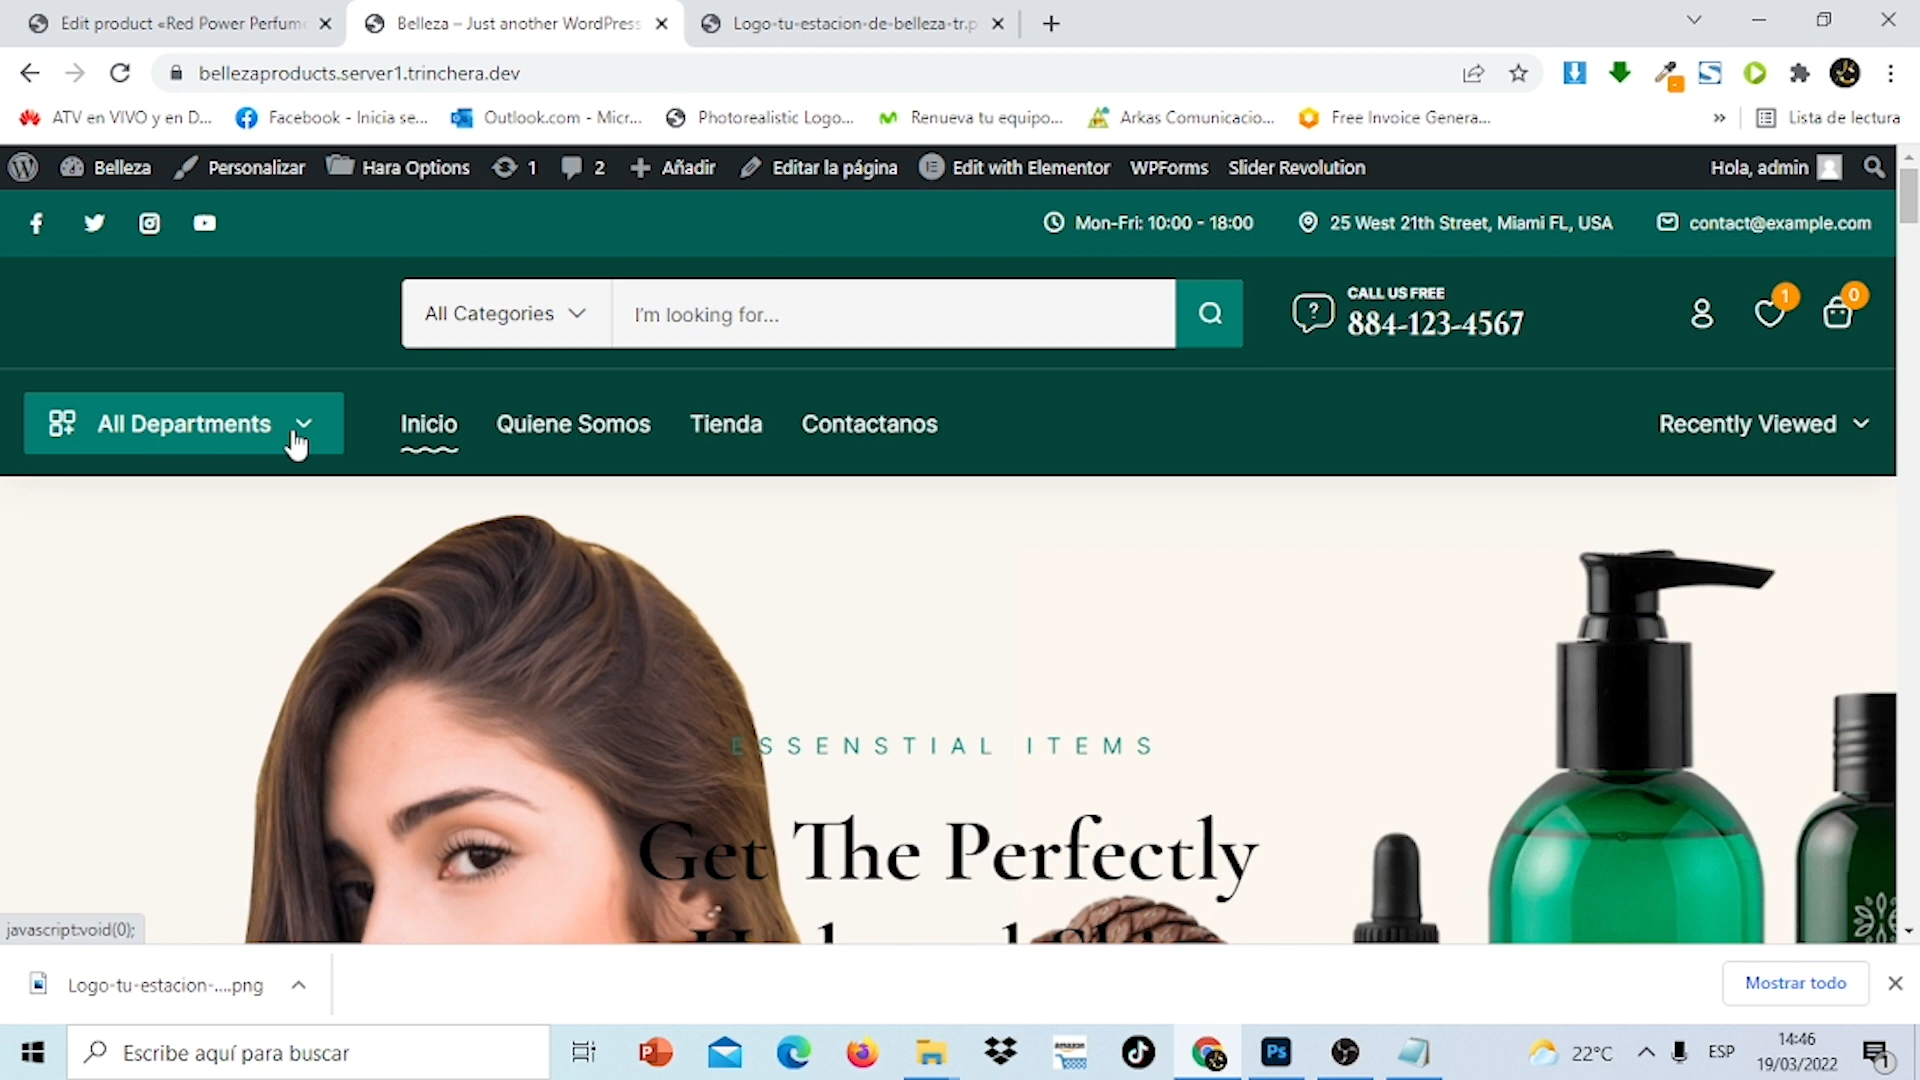 Edit product «Red Power Perfume
Belleza – Just another WordPress
Logo-tu-estacion-de-belleza-tr.p
bellezaproducts.server1.trinchera.dev
ATV en VIVO y en D...
Facebook - Inicia se...
Outlook.com - Micr...
Photorealistic Logo...
Renueva tu equipo...
Arkas Comunicacio...
Free Invoice Genera...
»
Lista de lectura
Belleza
Personalizar
Hara Options
1
2
Añadir
Editar la página
Edit with Elementor
WPForms
Slider Revolution
Hola, admin
Mon-Fri: 10:00 - 18:00
25 West 21th Street, Miami FL, USA
contact@example.com
All Categories
I'm looking for...
CALL US FREE
884-123-4567
1
0
All Departments
Inicio
Quiene Somos
Tienda
Contactanos
Recently Viewed
ESSENSTIAL ITEMS
Get The Perfectly
javascript:void(0);
Logo-tu-estacion-....png
Mostrar todo
Escribe aquí para buscar
amazon
Ps
22°C
ESP
14:46
19/03/2022
1